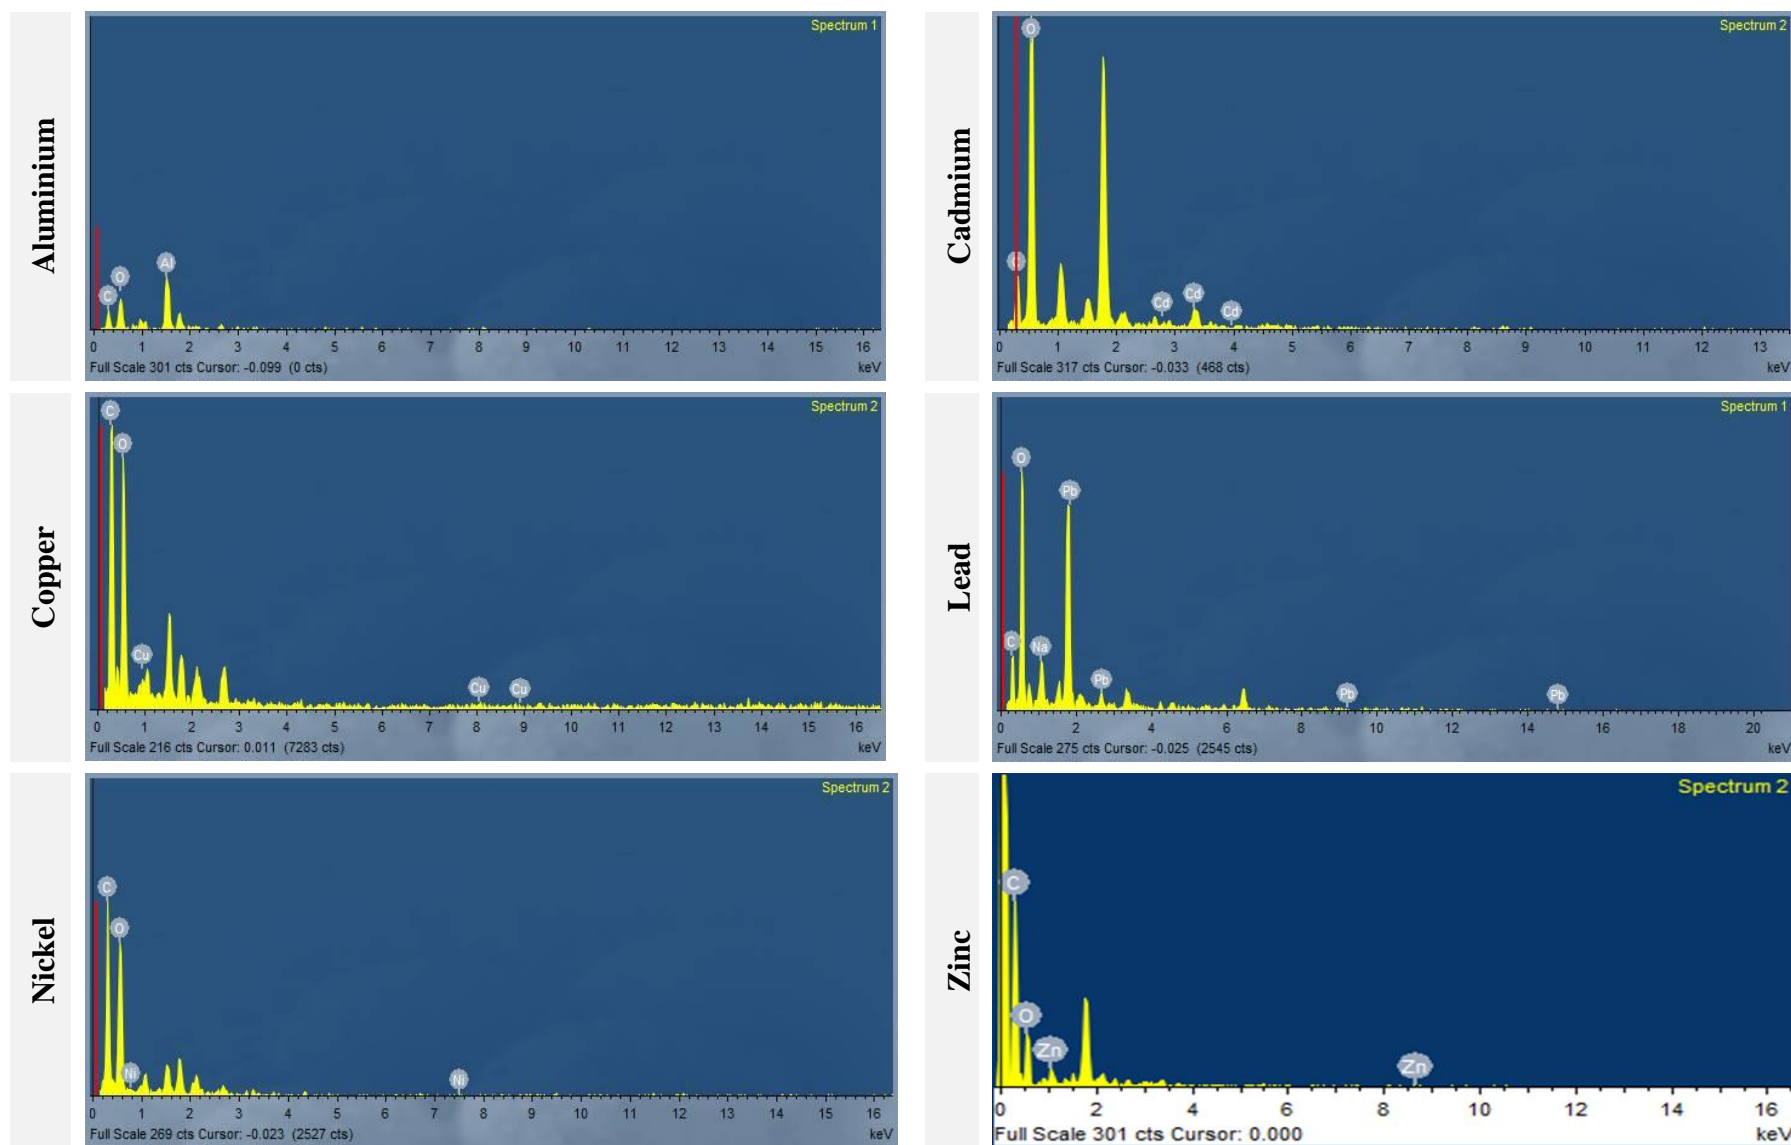 Aluminium
Spectrum 1
Al
O
C
0 1 2 3 4 5 6 7 8 9 10 11 12 13 14 15 16
Full Scale 301 cts Cursor: -0.099 (0 cts) keV
Cadmium
Spectrum 2
O
C
Cd Cd Cd
0 1 2 3 4 5 6 7 8 9 10 11 12 13
Full Scale 317 cts Cursor: -0.033 (468 cts) keV
Copper
Spectrum 2
C
O
Cu Cu Cu
0 1 2 3 4 5 6 7 8 9 10 11 12 13 14 15 16
Full Scale 216 cts Cursor: 0.011 (7283 cts) keV
Lead
Spectrum 1
O
Pb
C Na
Pb Pb Pb
0 2 4 6 8 10 12 14 16 18 20
Full Scale 275 cts Cursor: -0.025 (2545 cts) keV
Nickel
Spectrum 2
C
O
Ni Ni
0 1 2 3 4 5 6 7 8 9 10 11 12 13 14 15 16
Full Scale 269 cts Cursor: -0.023 (2527 cts) keV
Zinc
Spectrum 2
C
O
Zn Zn
0 2 4 6 8 10 12 14 16
Full Scale 301 cts Cursor: 0.000 keV